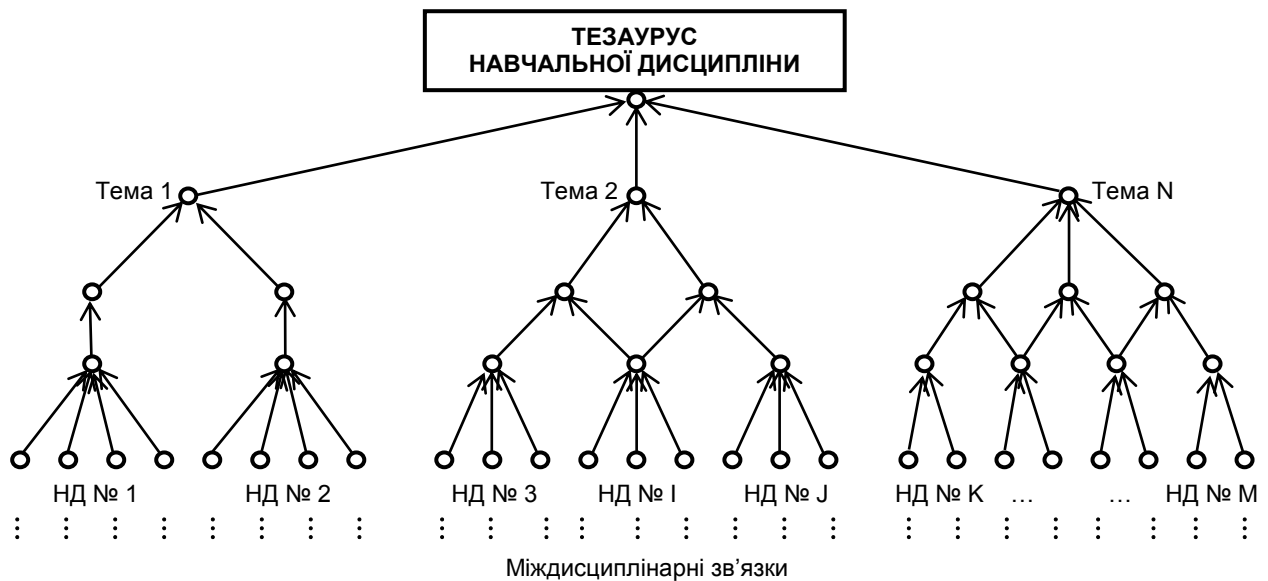 ТЕЗАУРУС
НАВЧАЛЬНОЇ ДИСЦИПЛІНИ
Тема 1 Тема 2 Тема N
НД № 1 НД № 2 НД № 3 НД № I НД № J НД № K … … НД № M
Міждисциплінарні зв’язки